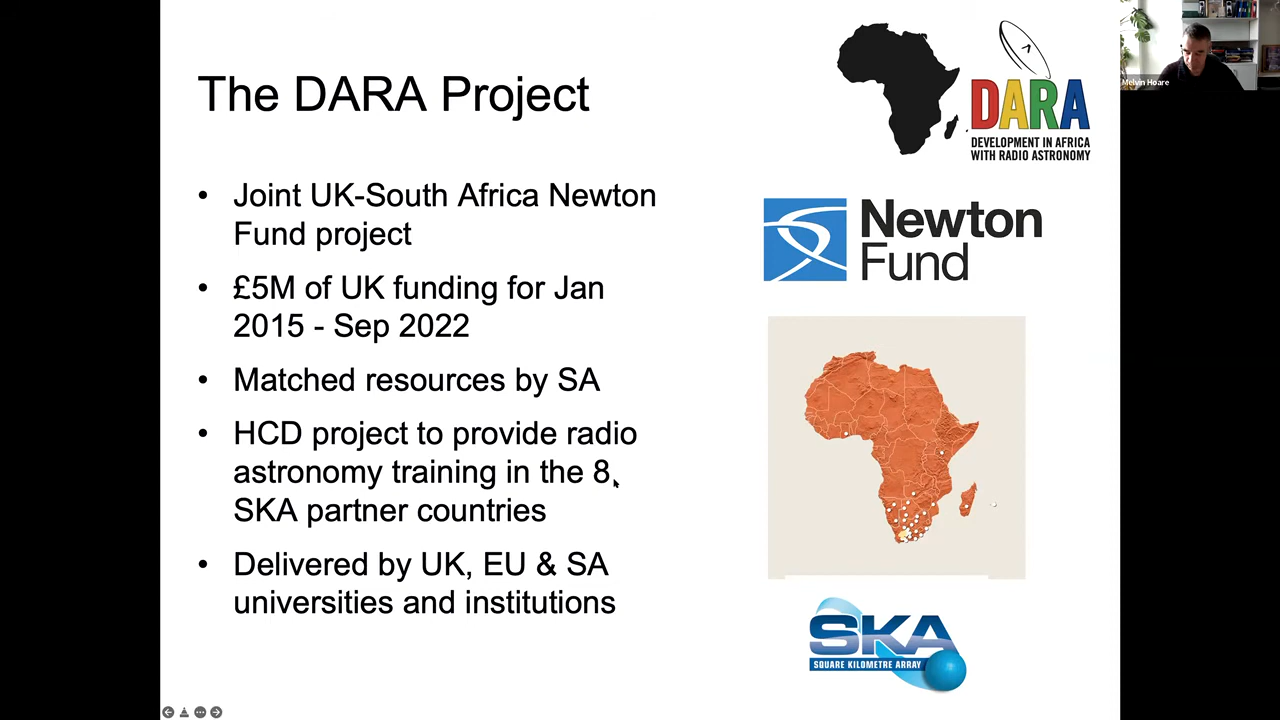 The DARA Project
• Joint UK-South Africa Newton
Fund project
• £5M of UK funding for Jan
2015 - Sep 2022
• Matched resources by SA
• HCD project to provide radio
astronomy training in the 8
SKA partner countries
• Delivered by UK, EU & SA
universities and institutions
DARA
DEVELOPMENT IN AFRICA
WITH RADIO ASTRONOMY
Newton
Fund
SKA
SQUARE KILOMETRE ARRAY
Melvin Hoare